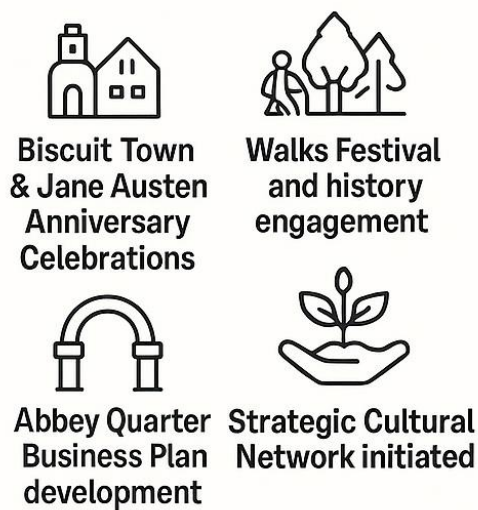 Biscuit Town
& Jane Austen
Anniversary
Celebrations
Walks Festival
and history
engagement
Abbey Quarter
Business Plan
development
Strategic Cultural
Network initiated